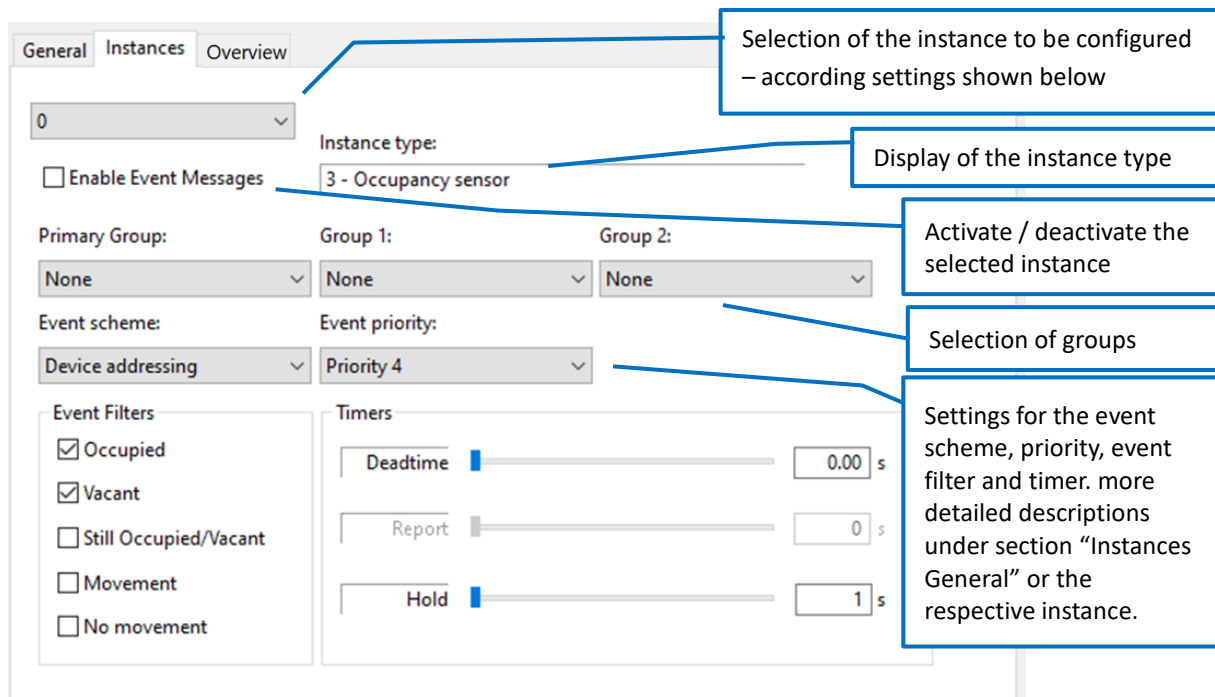 General Instances Overview
Selection of the instance to be configured
– according settings shown below
0
Instance type:
Display of the instance type
Enable Event Messages
3 - Occupancy sensor
Activate / deactivate the
selected instance
Primary Group:
Group 1:
Group 2:
None
None
None
Selection of groups
Event scheme:
Event priority:
Device addressing
Priority 4
Settings for the event
scheme, priority, event
filter and timer. more
detailed descriptions
under section “Instances
General” or the
respective instance.
Event Filters
Occupied
Vacant
Still Occupied/Vacant
Movement
No movement
Timers
Deadtime 0.00 s
Report 0 s
Hold 1 s